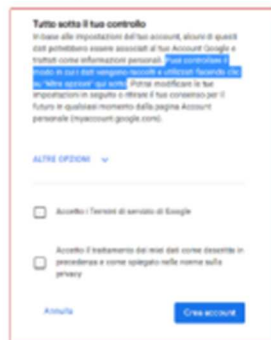 Tutto sotto il tuo controllo
In base alle impostazioni del tuo account, alcuni di questi
dati potrebbero essere associati al tuo Account Google e
trattati come informazioni personali. Puoi controllare il
modo in cui i dati vengono raccolti e utilizzati facendo clic
su "Altre opzioni" qui sotto. Potrai modificare le tue
impostazioni in seguito o ritirare il tuo consenso per il
futuro in qualsiasi momento dalla pagina Account
personale (myaccount.google.com).
ALTRE OPZIONI
Accetto i Termini di servizio di Google
Accetto il trattamento dei miei dati come descritto in
precedenza e come spiegato nelle norme sulla
privacy
Annulla
Crea account